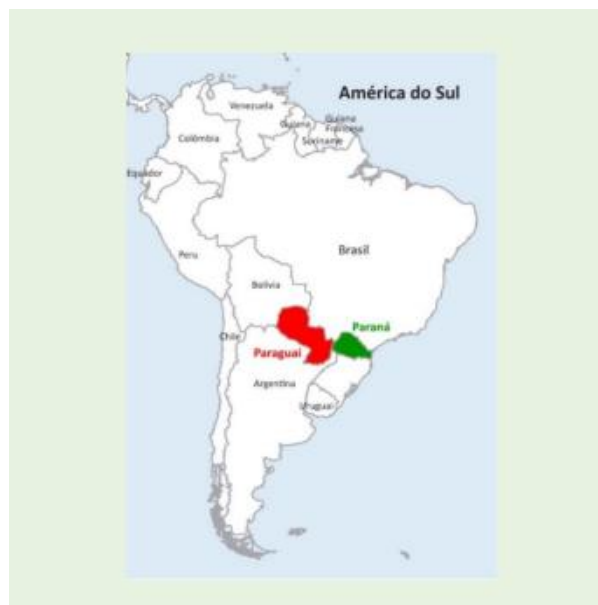 América do Sul
Venezuela
Guiana
Guiana
Francesa
Suriname
Colômbia
Equador
Brasil
Peru
Bolívia
Paraná
Chile
Paraguai
Argentina
Uruguai